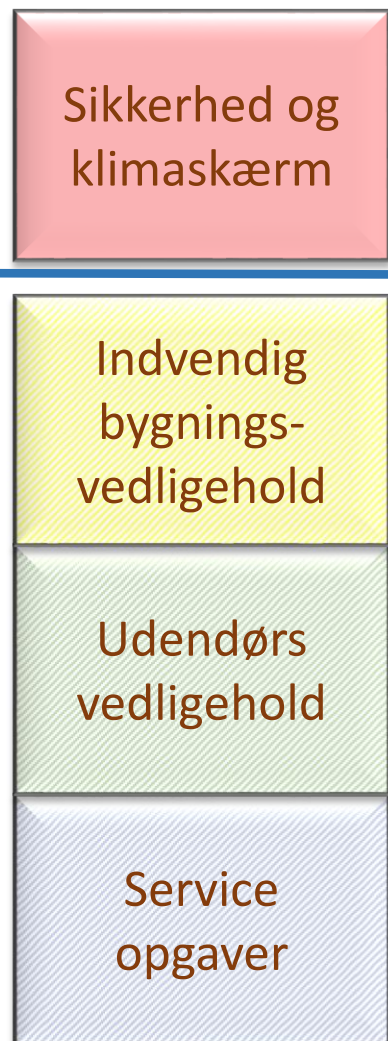 Sikkerhed og
klimaskærm
Indvendig
bygnings-
vedligehold
Udendørs
vedligehold
Service
opgaver